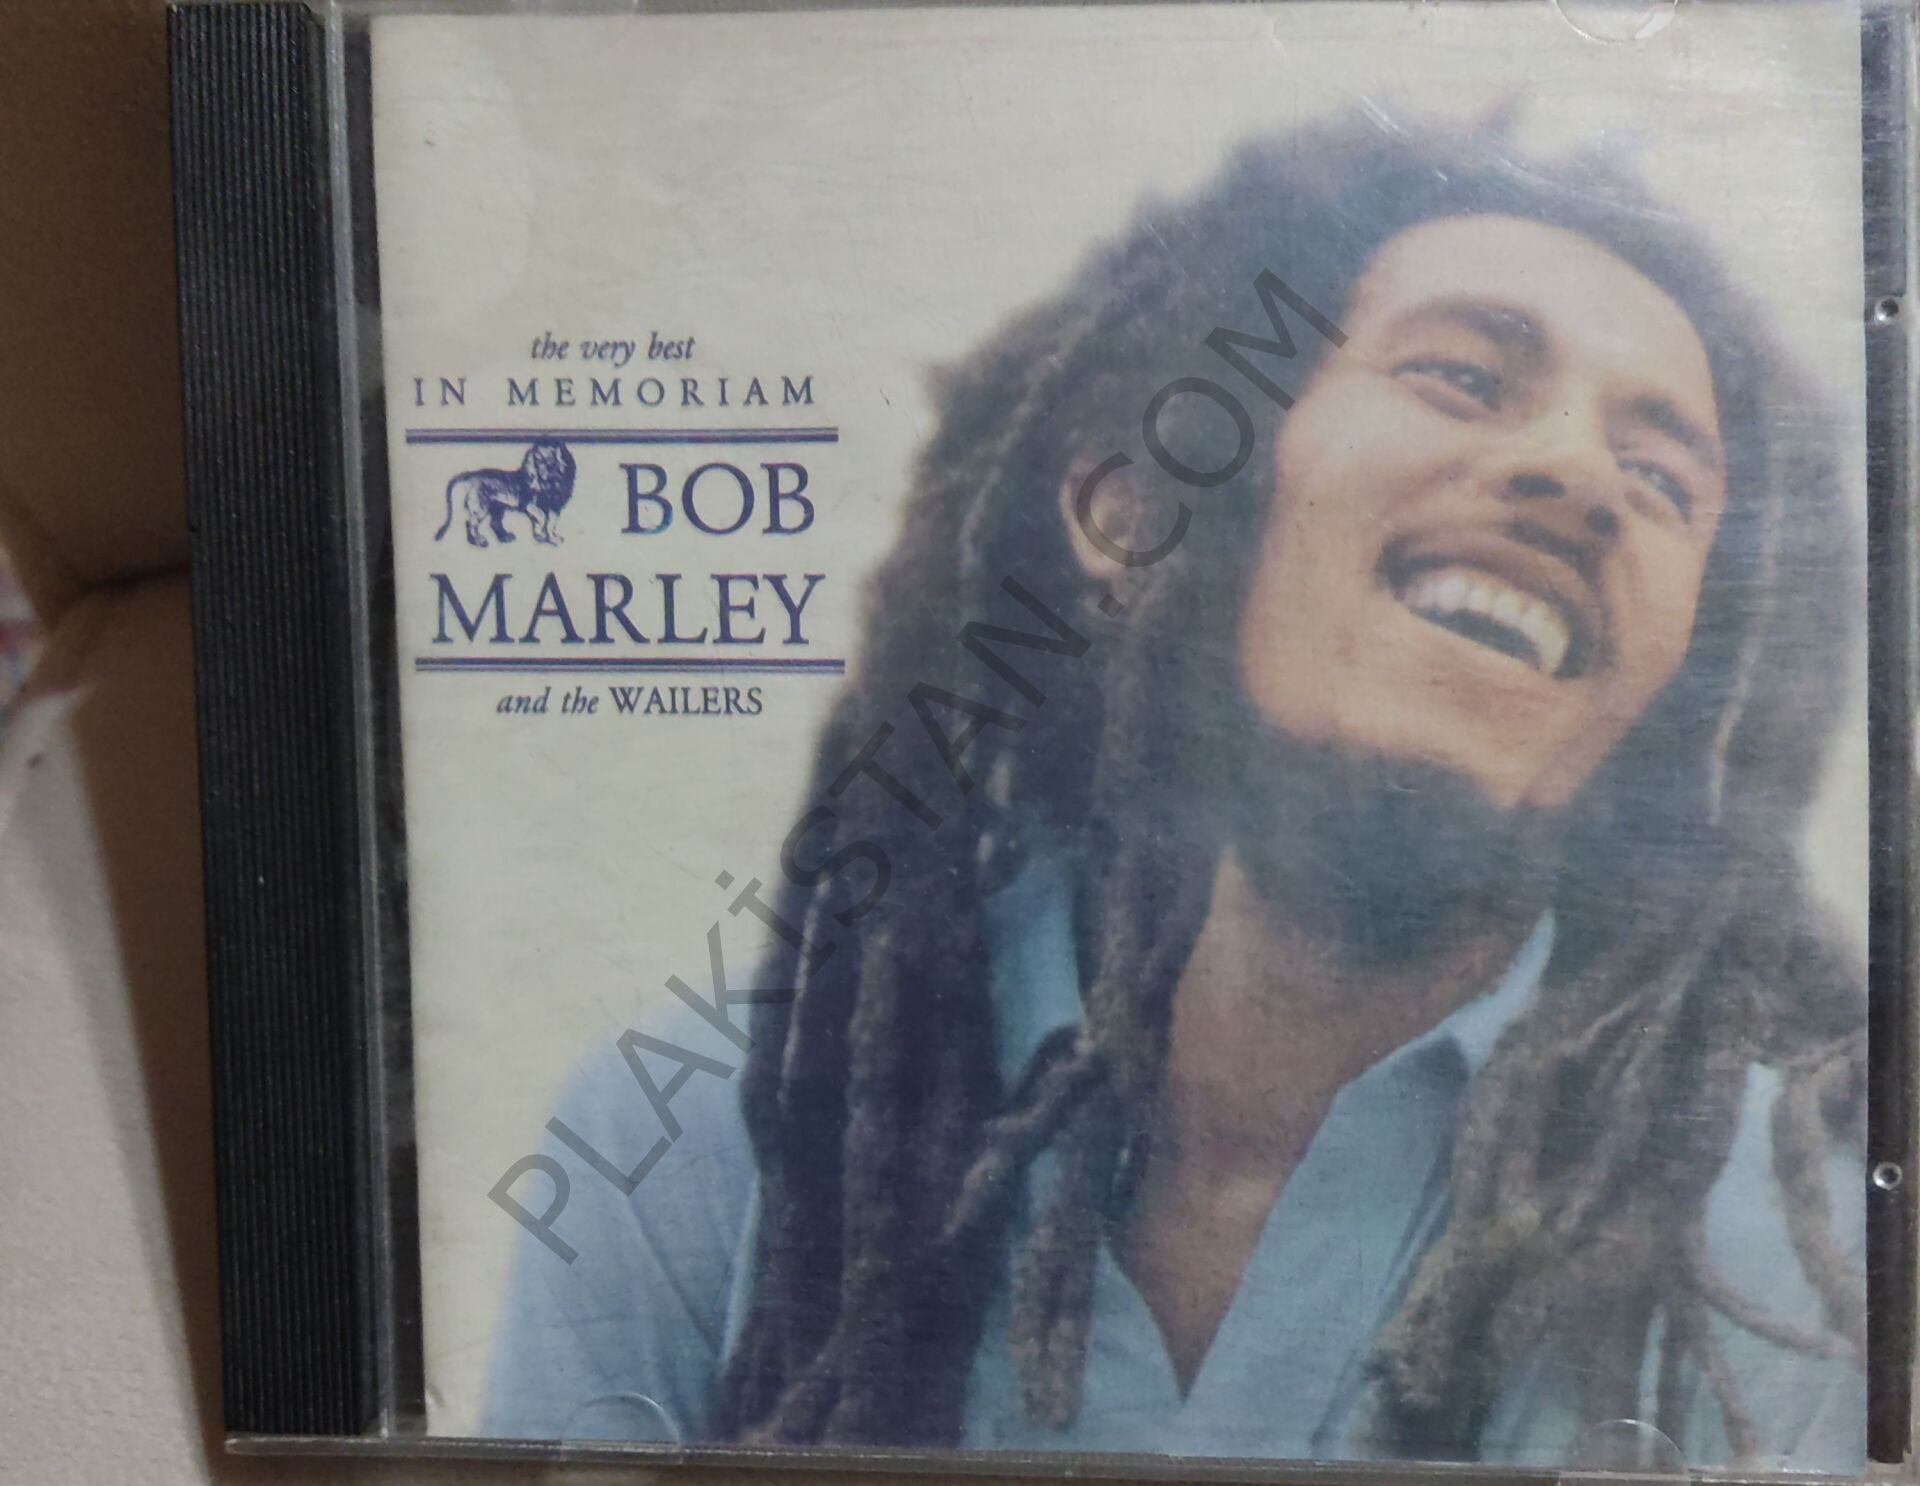 the very best
IN MEMORIAM
BOB
MARLEY
and the WAILERS
PLAKİSTAN.COM